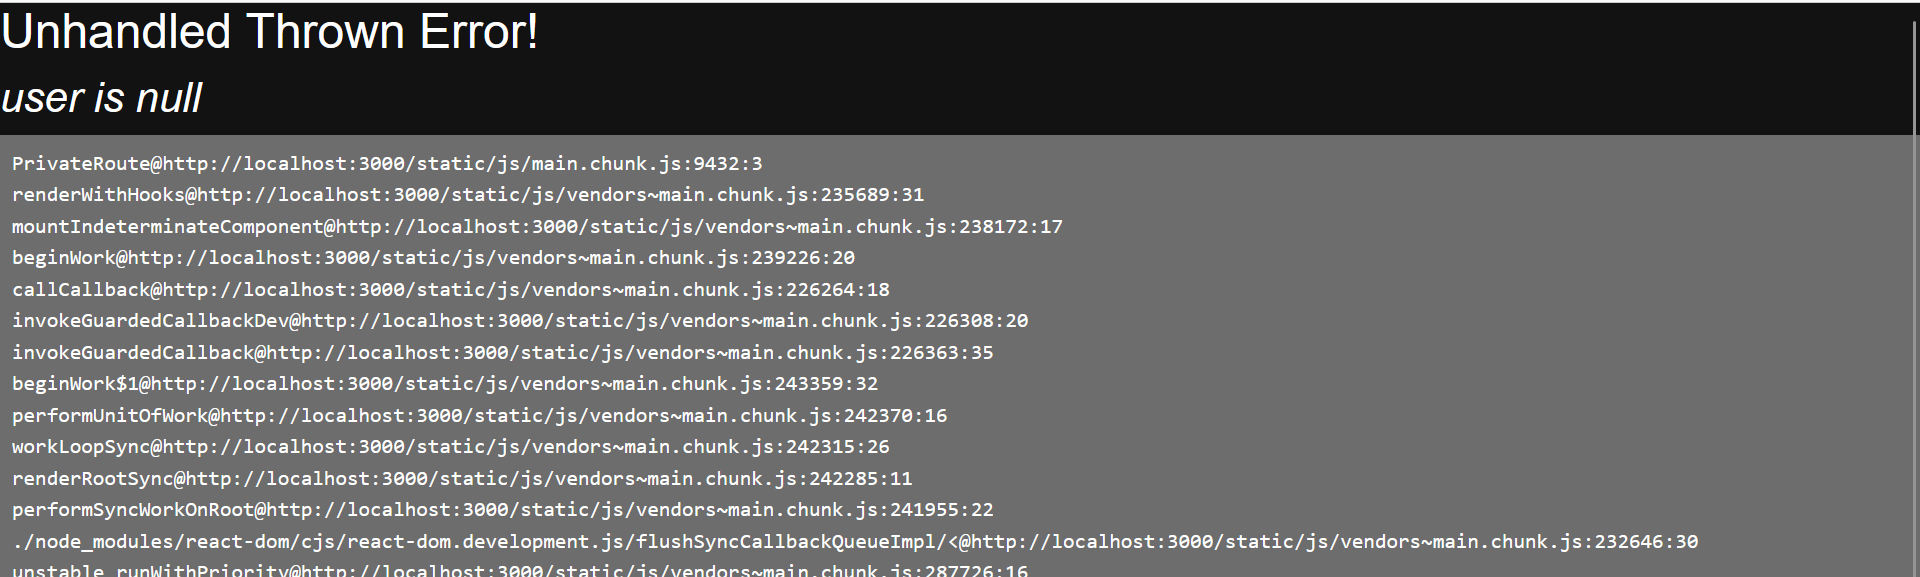 Unhandled Thrown Error!
user is null
PrivateRoute@http://localhost:3000/static/js/main.chunk.js:9432:3
renderWithHooks@http://localhost:3000/static/js/vendors~main.chunk.js:235689:31
mountIndeterminateComponent@http://localhost:3000/static/js/vendors~main.chunk.js:238172:17
beginWork@http://localhost:3000/static/js/vendors~main.chunk.js:239226:20
callCallback@http://localhost:3000/static/js/vendors~main.chunk.js:226264:18
invokeGuardedCallbackDev@http://localhost:3000/static/js/vendors~main.chunk.js:226308:20
invokeGuardedCallback@http://localhost:3000/static/js/vendors~main.chunk.js:226363:35
beginWork$1@http://localhost:3000/static/js/vendors~main.chunk.js:243359:32
performUnitOfWork@http://localhost:3000/static/js/vendors~main.chunk.js:242370:16
workLoopSync@http://localhost:3000/static/js/vendors~main.chunk.js:242315:26
renderRootSync@http://localhost:3000/static/js/vendors~main.chunk.js:242285:11
performSyncWorkOnRoot@http://localhost:3000/static/js/vendors~main.chunk.js:241955:22
./node_modules/react-dom/cjs/react-dom.development.js/flushSyncCallbackQueueImpl/<@http://localhost:3000/static/js/vendors~main.chunk.js:232646:30
unstable_runWithPriority@http://localhost:3000/static/js/vendors~main.chunk.js:287726:16